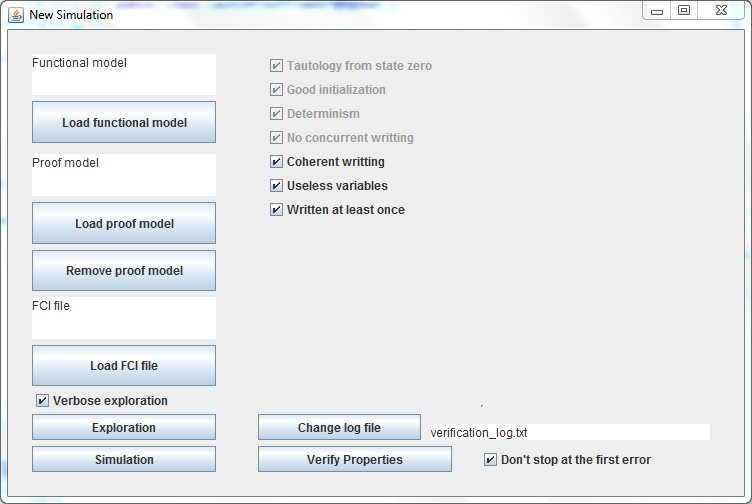 New Simulation
Functional model
Load functional model
Proof model
Load proof model
Remove proof model
FCI file
Load FCI file
Verbose exploration
Exploration
Simulation
Tautology from state zero
Good initialization
Determinism
No concurrent writting
Coherent writting
Useless variables
Written at least once
Change log file
verification_log.txt
Verify Properties
Don't stop at the first error